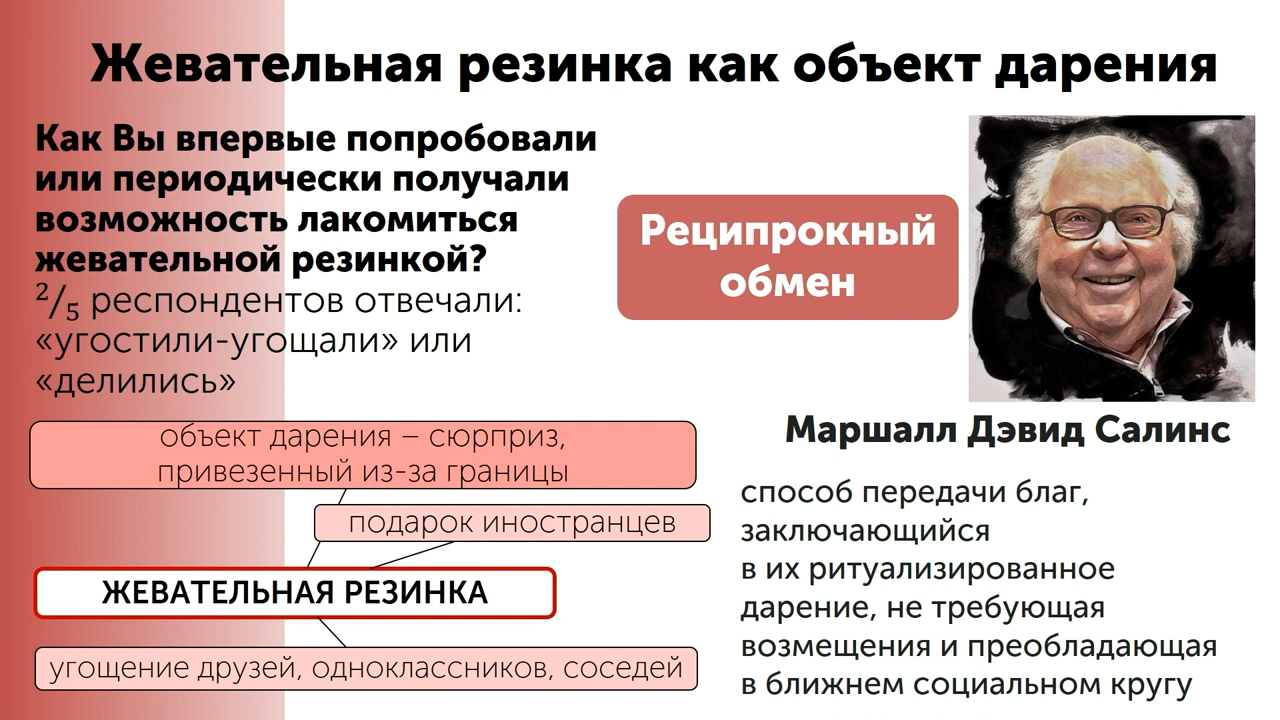 Жевательная резинка как объект дарения
Как Вы впервые попробовали
или периодически получали
возможность лакомиться
жевательной резинкой?
²/₅ респондентов отвечали:
«угостили-угощали» или
«делились»
Реципрокный
обмен
объект дарения – сюрприз,
привезенный из-за границы
подарок иностранцев
ЖЕВАТЕЛЬНАЯ РЕЗИНКА
угощение друзей, одноклассников, соседей
Маршалл Дэвид Салинс
способ передачи благ,
заключающийся
в их ритуализированное
дарение, не требующая
возмещения и преобладающая
в ближнем социальном кругу